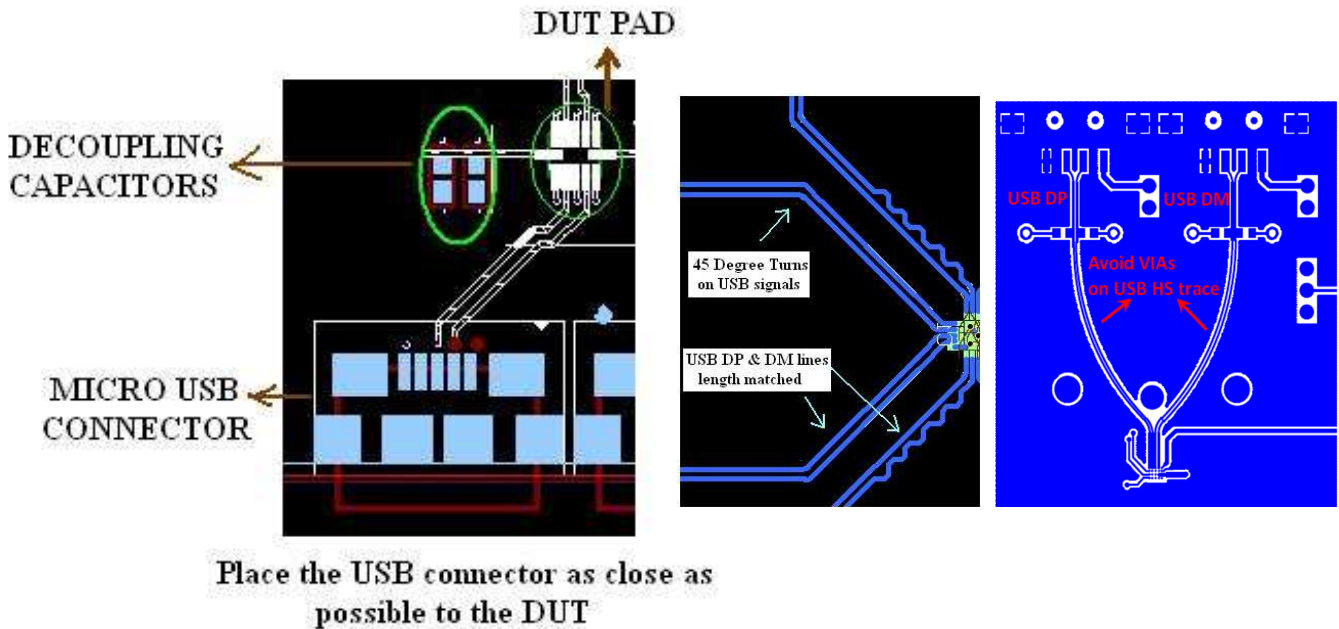 DUT PAD
DECOUPLING
CAPACITORS
MICRO USB
CONNECTOR
Place the USB connector as close as
possible to the DUT
45 Degree Turns
on USB signals
USB DP & DM lines
length matched
USB DP
USB DM
Avoid VIAs
on USB HS trace